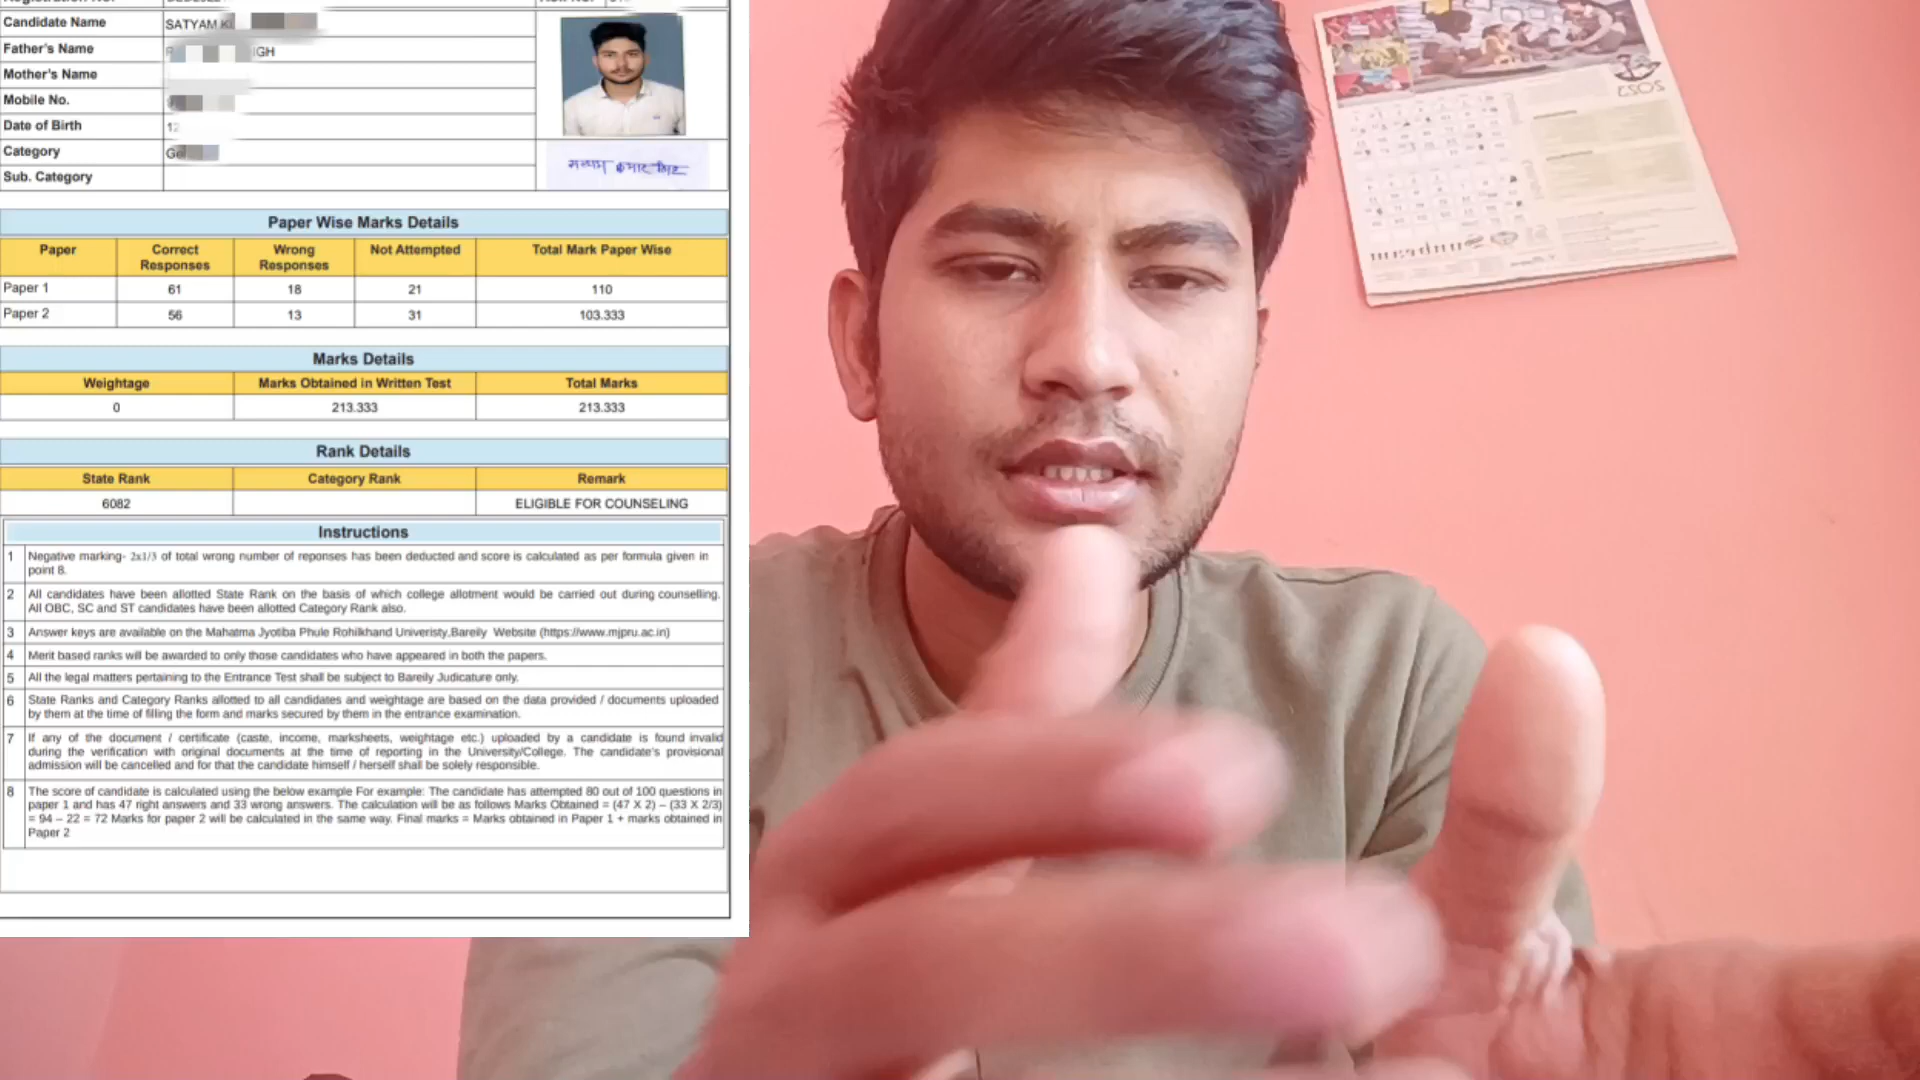 Candidate Name SATYAM K
Father's Name IGH
Mother's Name
Mobile No.
Date of Birth 12
Category Ge
Sub. Category
सत्यम कुमार सिंह
Paper Wise Marks Details
Paper Correct Responses Wrong Responses Not Attempted Total Mark Paper Wise
Paper 1 61 18 21 110
Paper 2 56 13 31 103.333
Marks Details
Weightage Marks Obtained in Written Test Total Marks
0 213.333 213.333
Rank Details
State Rank Category Rank Remark
6082 ELIGIBLE FOR COUNSELING
Instructions
1 Negative marking- 2x1/3 of total wrong number of reponses has been deducted and score is calculated as per formula given in
point 8.
2 All candidates have been allotted State Rank on the basis of which college allotment would be carried out during counselling.
All OBC, SC and ST candidates have been allotted Category Rank also.
3 Answer keys are available on the Mahatma Jyotiba Phule Rohilkhand Univeristy,Bareily Website (https://www.mjpru.ac.in)
4 Merit based ranks will be awarded to only those candidates who have appeared in both the papers.
5 All the legal matters pertaining to the Entrance Test shall be subject to Bareily Judicature only.
6 State Ranks and Category Ranks allotted to all candidates and weightage are based on the data provided / documents uploaded
by them at the time of filling the form and marks secured by them in the entrance examination.
7 If any of the document / certificate (caste, income, marksheets, weightage etc.) uploaded by a candidate is found invalid
during the verification with original documents at the time of reporting in the University/College. The candidate's provisional
admission will be cancelled and for that the candidate himself / herself shall be solely responsible.
8 The score of candidate is calculated using the below example For example: The candidate has attempted 80 out of 100 questions in
paper 1 and has 47 right answers and 33 wrong answers. The calculation will be as follows Marks Obtained = (47 X 2) – (33 X 2/3)
= 94 – 22 = 72 Marks for paper 2 will be calculated in the same way. Final marks = Marks obtained in Paper 1 + marks obtained in
Paper 2
2023